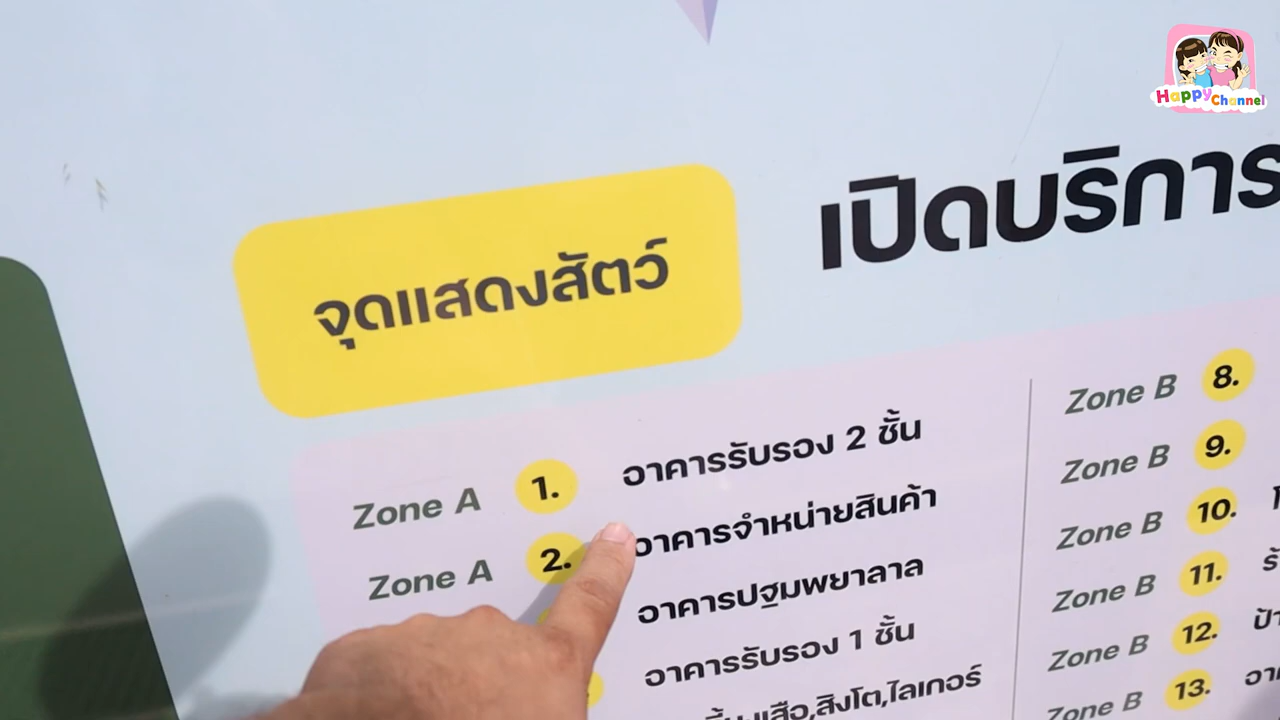 Happy Channel
เปิดบริการ
จุดแสดงสัตว์
Zone A 1. อาคารรับรอง 2 ชั้น
Zone A 2. อาคารจำหน่ายสินค้า
อาคารปฐมพยาลาล
อาคารรับรอง 1 ชั้น
เสือ,สิงโต,ไลเกอร์
Zone B 8.
Zone B 9.
Zone B 10.
Zone B 11.
Zone B 12.
Zone B 13.